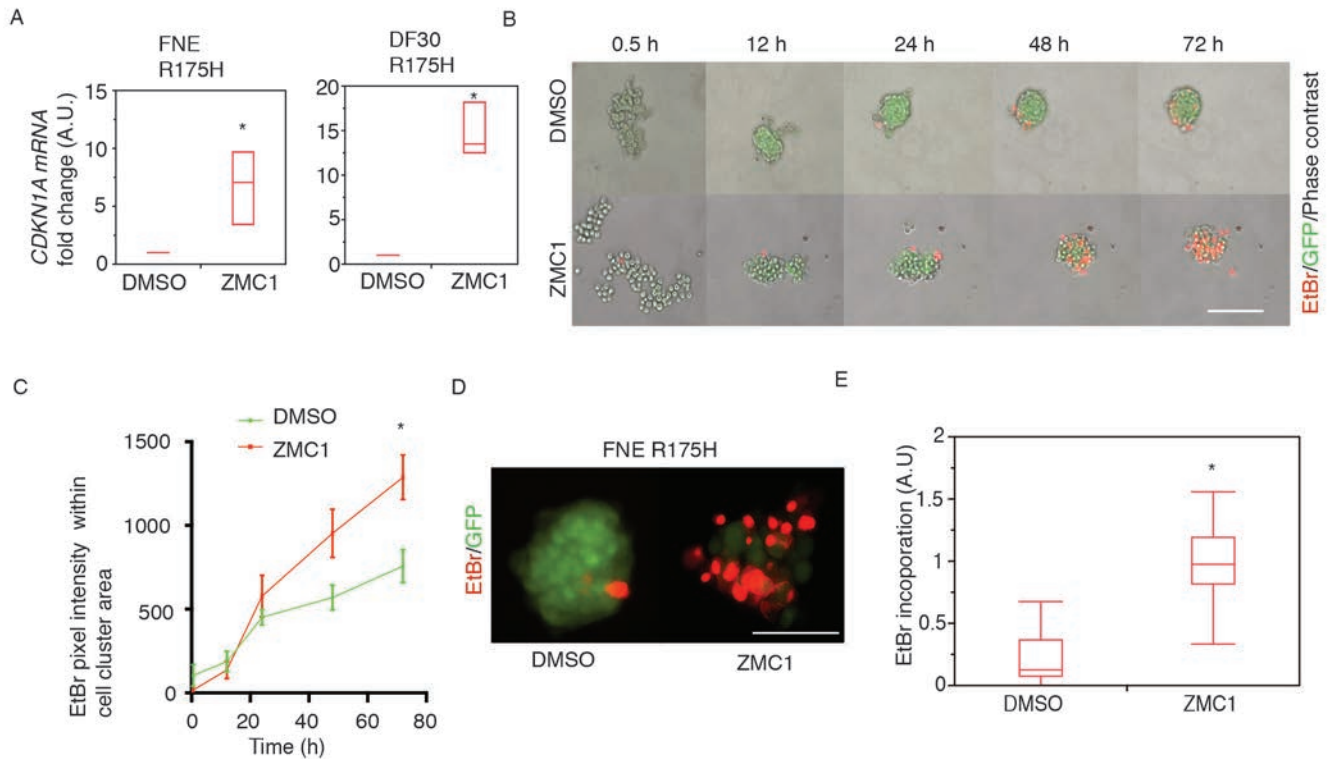 A
FNE
R175H
DF30
R175H
CDKN1A mRNA
fold change (A.U.)
15
10
5
0
*
DMSO
ZMC1
20
15
10
5
0
*
DMSO
ZMC1
B
0.5 h
12 h
24 h
48 h
72 h
DMSO
ZMC1
EtBr/GFP/Phase contrast
C
DMSO
ZMC1
EtBr pixel intensity within
cell cluster area
1500
1000
500
0
*
0
20
40
60
80
Time (h)
D
FNE R175H
EtBr/GFP
DMSO
ZMC1
E
EtBr incoporation (A.U)
2
1.5
1
0.5
0
*
DMSO
ZMC1